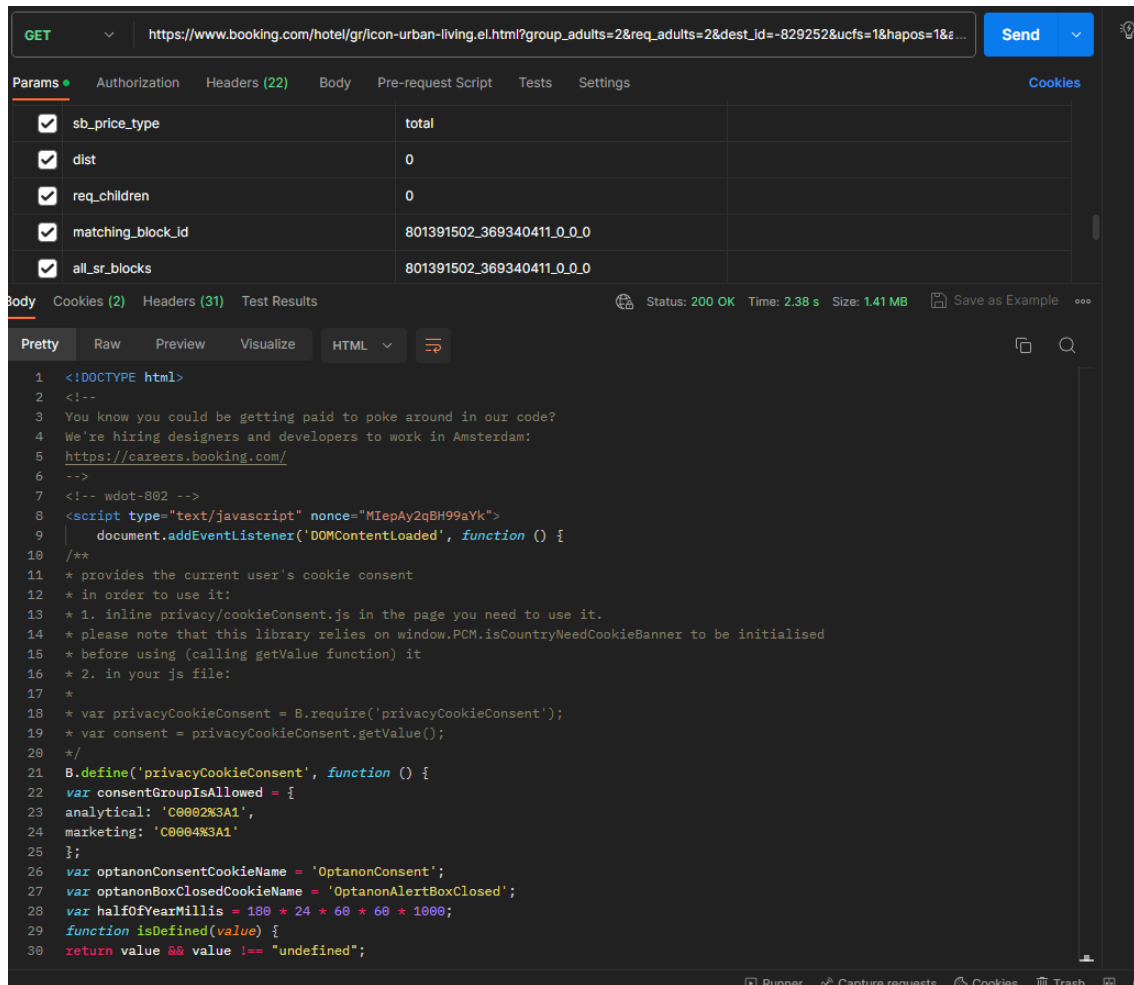 GET https://www.booking.com/hotel/gr/icon-urban-living.el.html?group_adults=2&req_adults=2&dest_id=-829252&ucfs=1&hapos=1&... Send
Params Authorization Headers (22) Body Pre-request Script Tests Settings Cookies
sb_price_type total
dist 0
req_children 0
matching_block_id 801391502_369340411_0_0_0
all_sr_blocks 801391502_369340411_0_0_0
Body Cookies (2) Headers (31) Test Results Status: 200 OK Time: 2.38 s Size: 1.41 MB Save as Example
Pretty Raw Preview Visualize HTML
1 <!DOCTYPE html>
2 <!--
3 You know you could be getting paid to poke around in our code?
4 We're hiring designers and developers to work in Amsterdam:
5 https://careers.booking.com/
6 -->
7 <!-- wdot-802 -->
8 <script type="text/javascript" nonce="MIepAy2qBH99aYk">
9 document.addEventListener('DOMContentLoaded', function () {
10 /**
11 * provides the current user's cookie consent
12 * in order to use it:
13 * 1. inline privacy/cookieConsent.js in the page you need to use it.
14 * please note that this library relies on window.PCM.isCountryNeedCookieBanner to be initialised
15 * before using (calling getValue function) it
16 * 2. in your js file:
17 *
18 * var privacyCookieConsent = B.require('privacyCookieConsent');
19 * var consent = privacyCookieConsent.getValue();
20 */
21 B.define('privacyCookieConsent', function () {
22 var consentGroupIsAllowed = {
23 analytical: 'C0002%3A1',
24 marketing: 'C0004%3A1'
25 };
26 var optanonConsentCookieName = 'OptanonConsent';
27 var optanonBoxClosedCookieName = 'OptanonAlertBoxClosed';
28 var halfOfYearMillis = 180 * 24 * 60 * 60 * 1000;
29 function isDefined(value) {
30 return value && value !== "undefined";
Runner Capture requests Cookies Trash